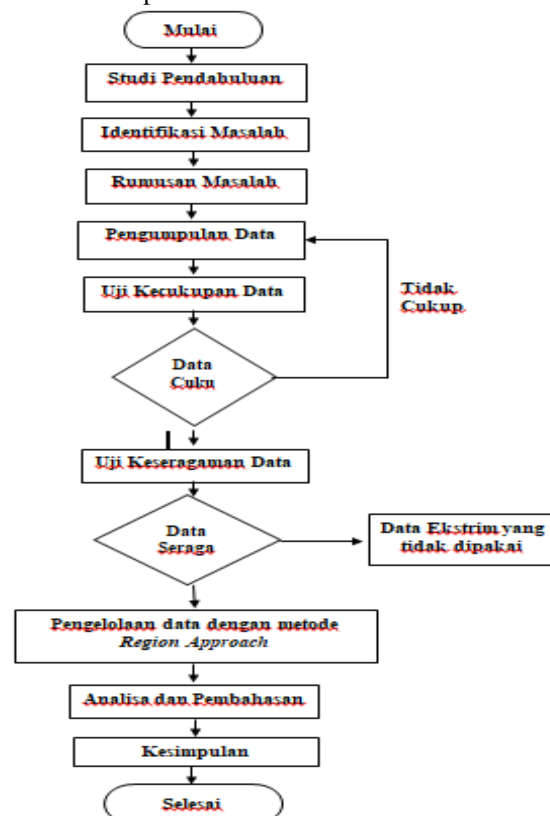 Mulai
Studi Pendahuluan
Identifikasi Masalah
Rumusan Masalah
Pengumpulan Data
Uji Kecukupan Data
Tidak
Cukup
Data
Cuku
Uji Keseragaman Data
Data
Seraga
Data Ekstrim yang
tidak dipakai
Pengelolaan data dengan metode
Region Approach
Analisa dan Pembahasan
Kesimpulan
Selesai